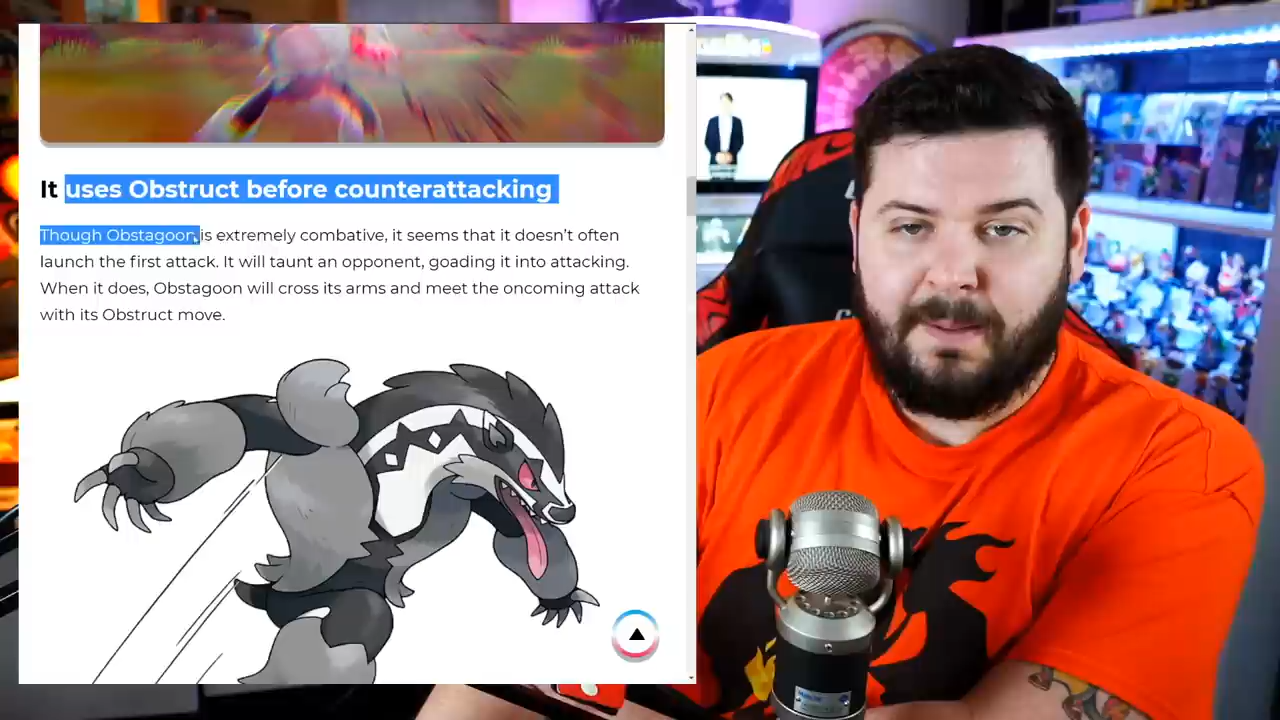 It uses Obstruct before counterattacking
Though Obstagoon is extremely combative, it seems that it doesn’t often
launch the first attack. It will taunt an opponent, goading it into attacking.
When it does, Obstagoon will cross its arms and meet the oncoming attack
with its Obstruct move.